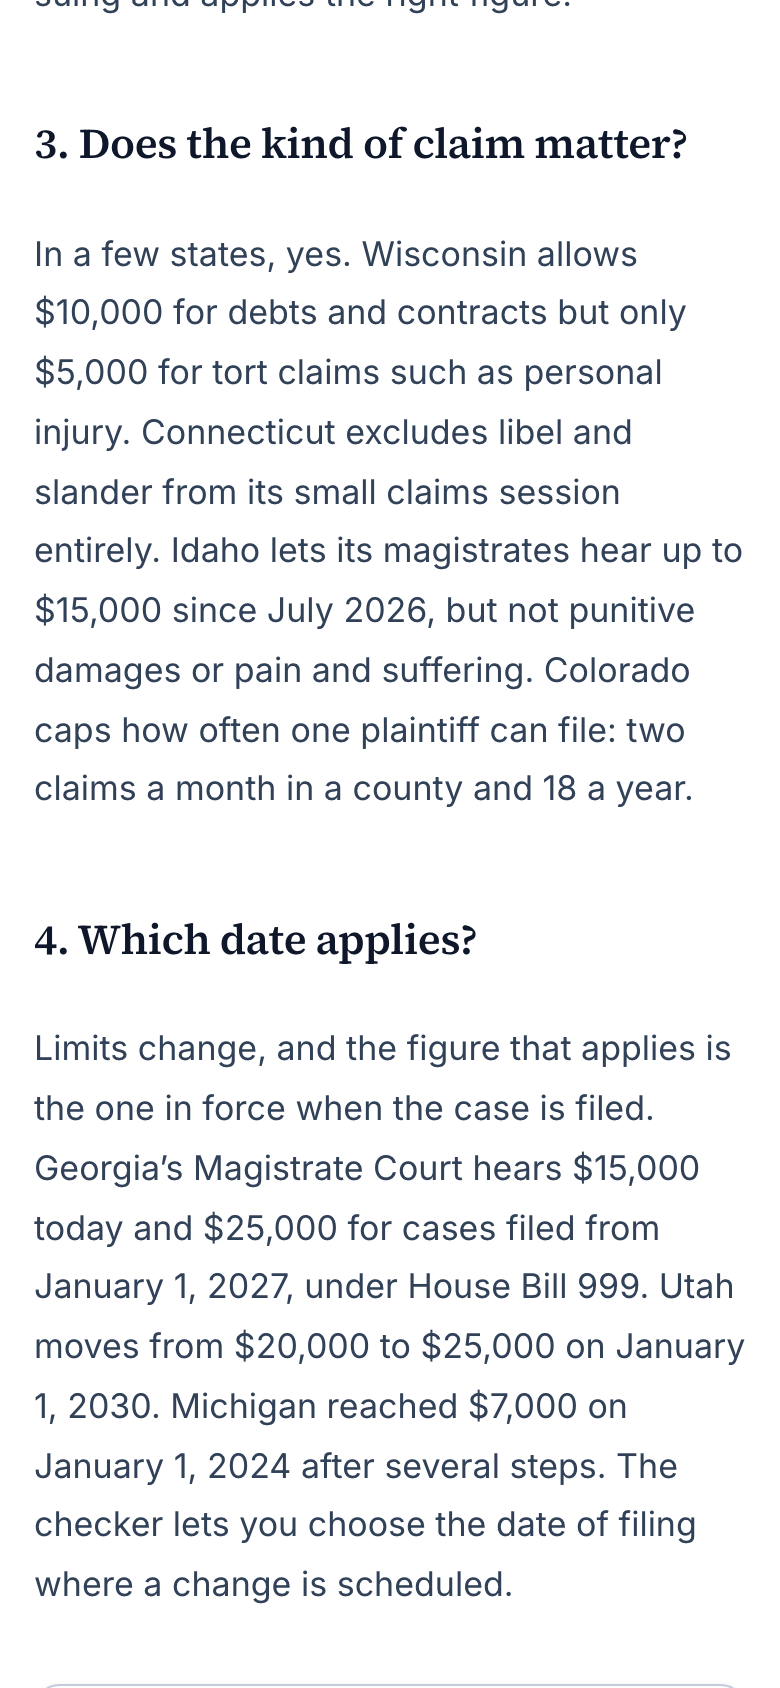 suing and applies the right figure.
3. Does the kind of claim matter?
In a few states, yes. Wisconsin allows
$10,000 for debts and contracts but only
$5,000 for tort claims such as personal
injury. Connecticut excludes libel and
slander from its small claims session
entirely. Idaho lets its magistrates hear up to
$15,000 since July 2026, but not punitive
damages or pain and suffering. Colorado
caps how often one plaintiff can file: two
claims a month in a county and 18 a year.
4. Which date applies?
Limits change, and the figure that applies is
the one in force when the case is filed.
Georgia’s Magistrate Court hears $15,000
today and $25,000 for cases filed from
January 1, 2027, under House Bill 999. Utah
moves from $20,000 to $25,000 on January
1, 2030. Michigan reached $7,000 on
January 1, 2024 after several steps. The
checker lets you choose the date of filing
where a change is scheduled.